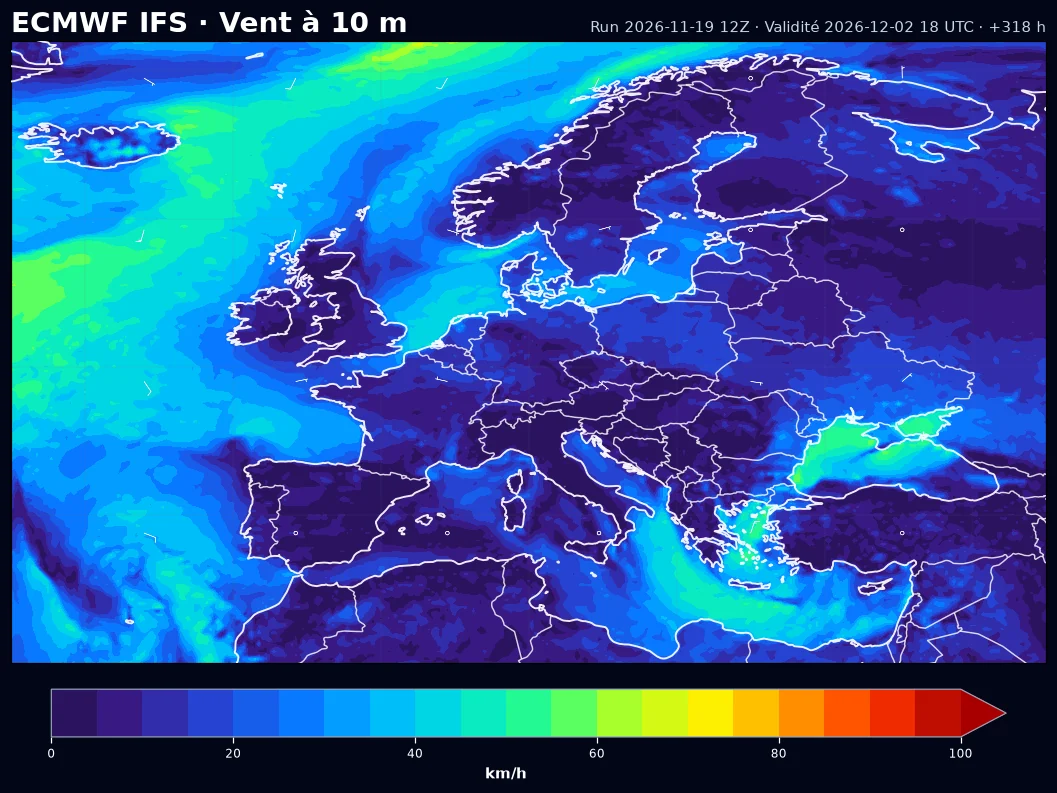 ECMWF IFS · Vent à 10 m
Run 2026-11-19 12Z · Validité 2026-12-02 18 UTC · +318 h
0 20 40 60 80 100
km/h